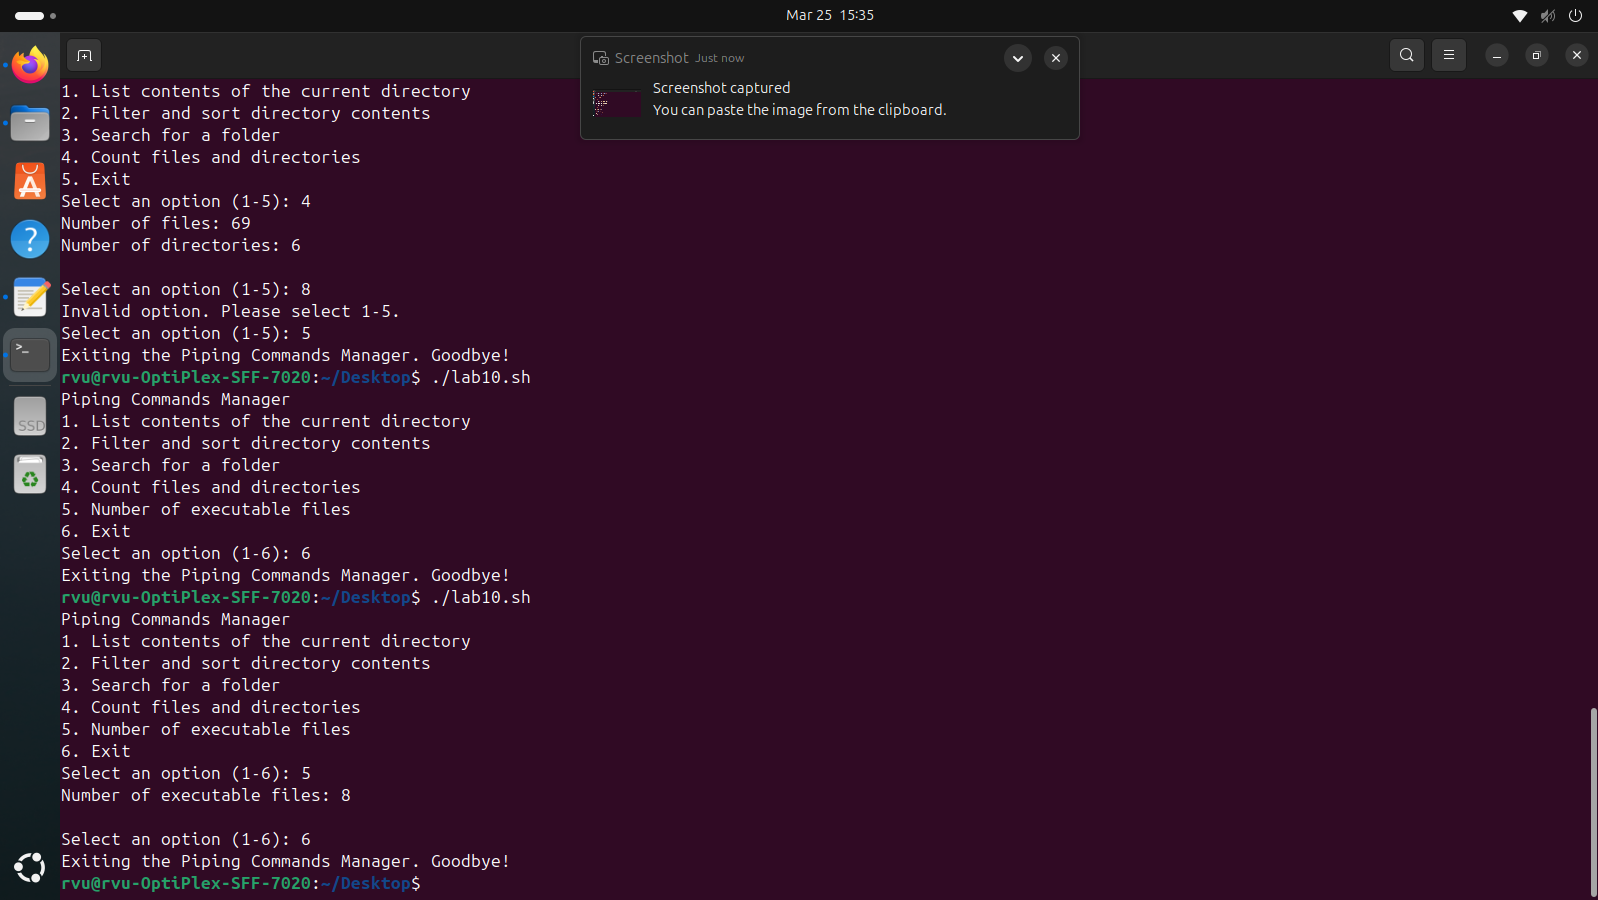 Mar 25  15:35
Screenshot Just now
Screenshot captured
You can paste the image from the clipboard.
1. List contents of the current directory
2. Filter and sort directory contents
3. Search for a folder
4. Count files and directories
5. Exit
Select an option (1-5): 4
Number of files: 69
Number of directories: 6
Select an option (1-5): 8
Invalid option. Please select 1-5.
Select an option (1-5): 5
Exiting the Piping Commands Manager. Goodbye!
rvu@rvu-OptiPlex-SFF-7020:~/Desktop$ ./lab10.sh
Piping Commands Manager
1. List contents of the current directory
2. Filter and sort directory contents
3. Search for a folder
4. Count files and directories
5. Number of executable files
6. Exit
Select an option (1-6): 6
Exiting the Piping Commands Manager. Goodbye!
rvu@rvu-OptiPlex-SFF-7020:~/Desktop$ ./lab10.sh
Piping Commands Manager
1. List contents of the current directory
2. Filter and sort directory contents
3. Search for a folder
4. Count files and directories
5. Number of executable files
6. Exit
Select an option (1-6): 5
Number of executable files: 8
Select an option (1-6): 6
Exiting the Piping Commands Manager. Goodbye!
rvu@rvu-OptiPlex-SFF-7020:~/Desktop$
SSD